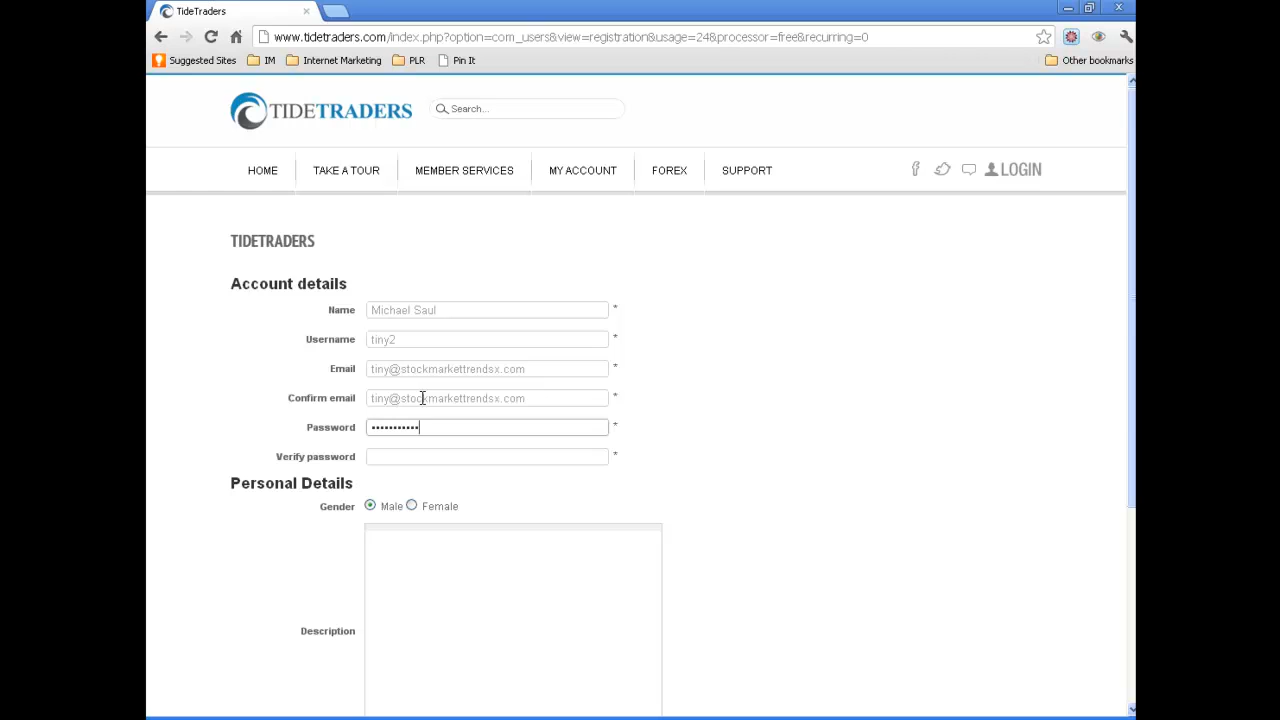 TideTraders
www.tidetraders.com/index.php?option=com_users&view=registration&usage=24&processor=free&recurring=0
Suggested Sites IM Internet Marketing PLR Pin It Other bookmarks
TIDETRADERS Search...
HOME TAKE A TOUR MEMBER SERVICES MY ACCOUNT FOREX SUPPORT LOGIN
TIDETRADERS
Account details
Name Michael Saul *
Username tiny2 *
Email tiny@stockmarkettrendsx.com *
Confirm email tiny@stockmarkettrendsx.com *
Password ••••••••••• *
Verify password *
Personal Details
Gender Male Female
Description